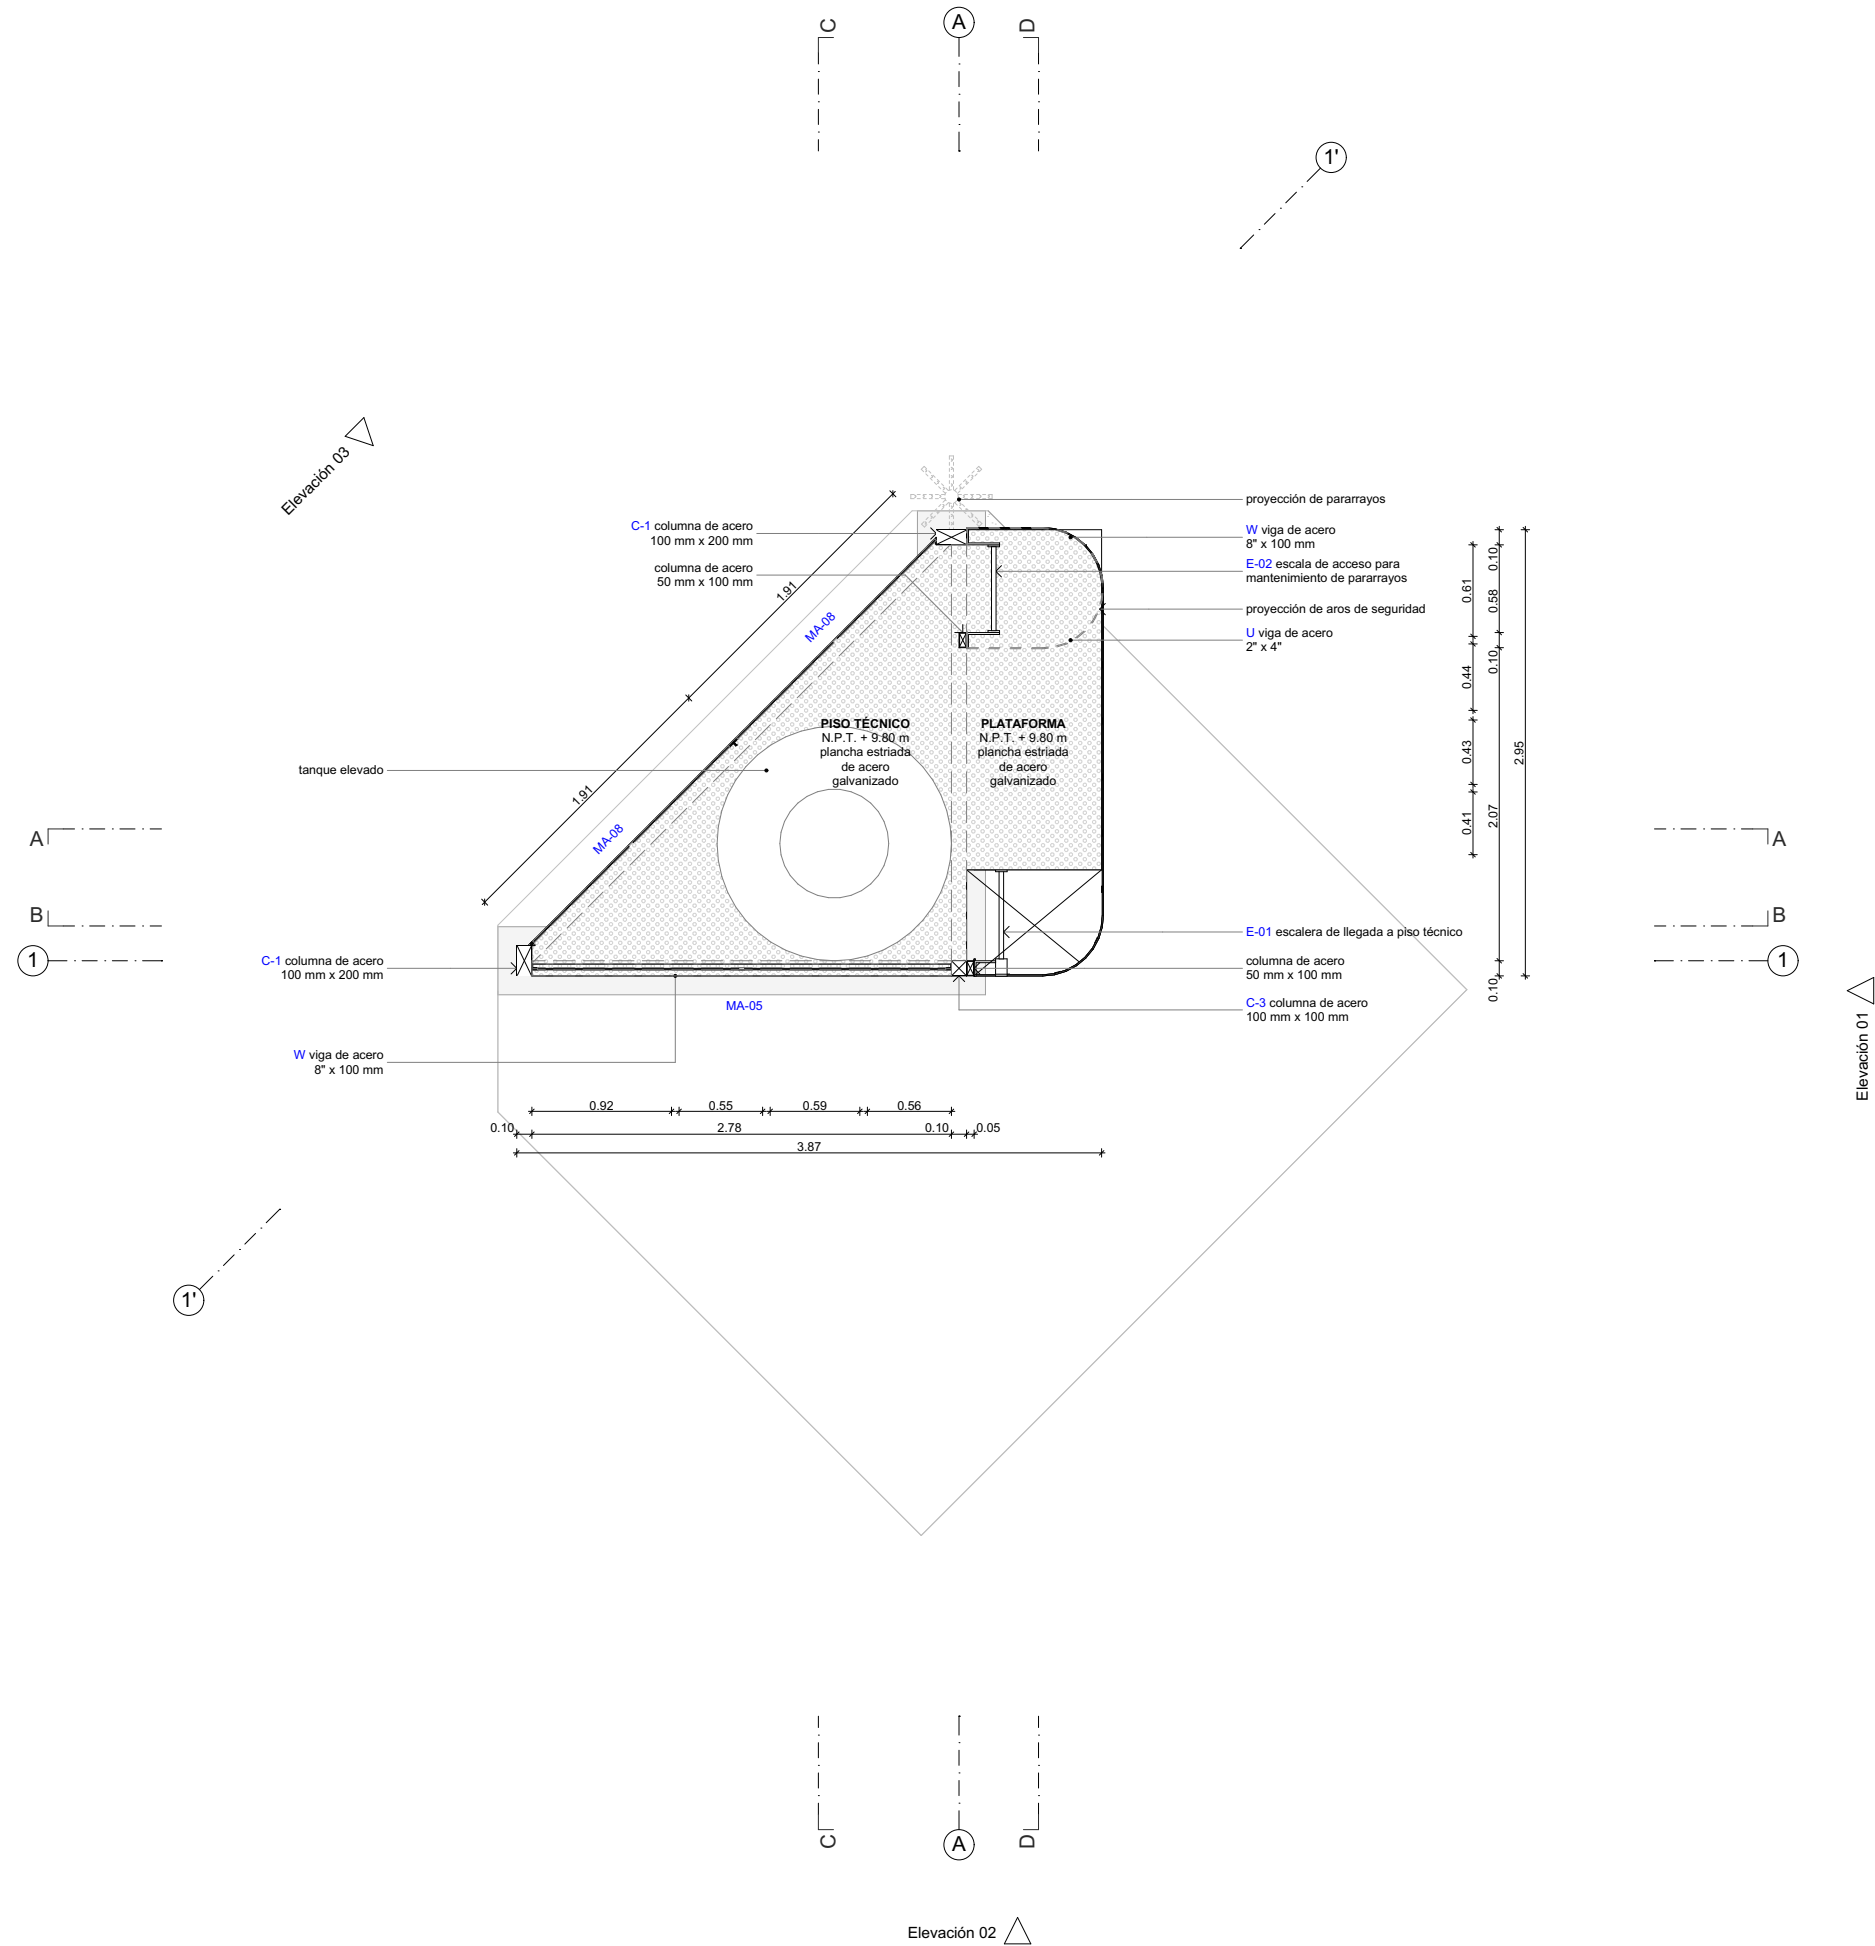 C
A
D
1'
Elevación 03
proyección de pararrayos
C-1 columna de acero
100 mm x 200 mm
W viga de acero
8" x 100 mm
columna de acero
50 mm x 100 mm
E-02 escala de acceso para
mantenimiento de pararrayos
proyección de aros de seguridad
U viga de acero
2" x 4"
1.91
MA-08
1.91
MA-08
PISO TÉCNICO
N.P.T. + 9.80 m
plancha estriada
de acero
galvanizado
PLATAFORMA
N.P.T. + 9.80 m
plancha estriada
de acero
galvanizado
tanque elevado
0.61
0.44
0.43
0.41
0.10
0.58
0.10
2.07
0.10
2.95
A
A
B
B
1
1
E-01 escalera de llegada a piso técnico
C-1 columna de acero
100 mm x 200 mm
columna de acero
50 mm x 100 mm
C-3 columna de acero
100 mm x 100 mm
MA-05
W viga de acero
8" x 100 mm
Elevación 01
0.92
0.55
0.59
0.56
0.10
2.78
0.10
0.05
3.87
1'
C
A
D
Elevación 02